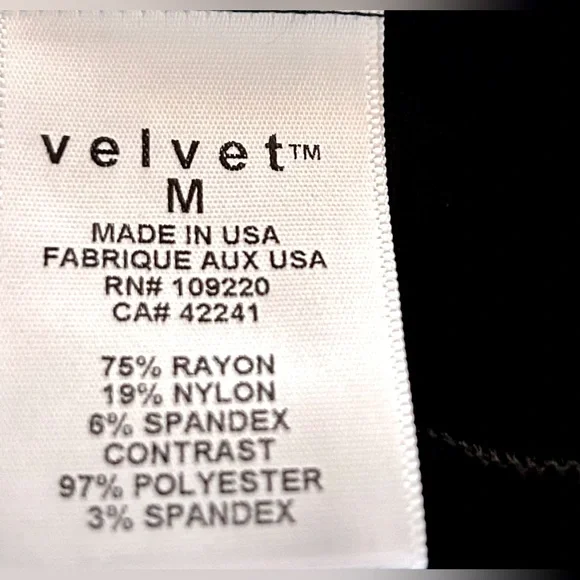 velvet™
M
MADE IN USA
FABRIQUE AUX USA
RN# 109220
CA# 42241
75% RAYON
19% NYLON
6% SPANDEX
CONTRAST
97% POLYESTER
3% SPANDEX